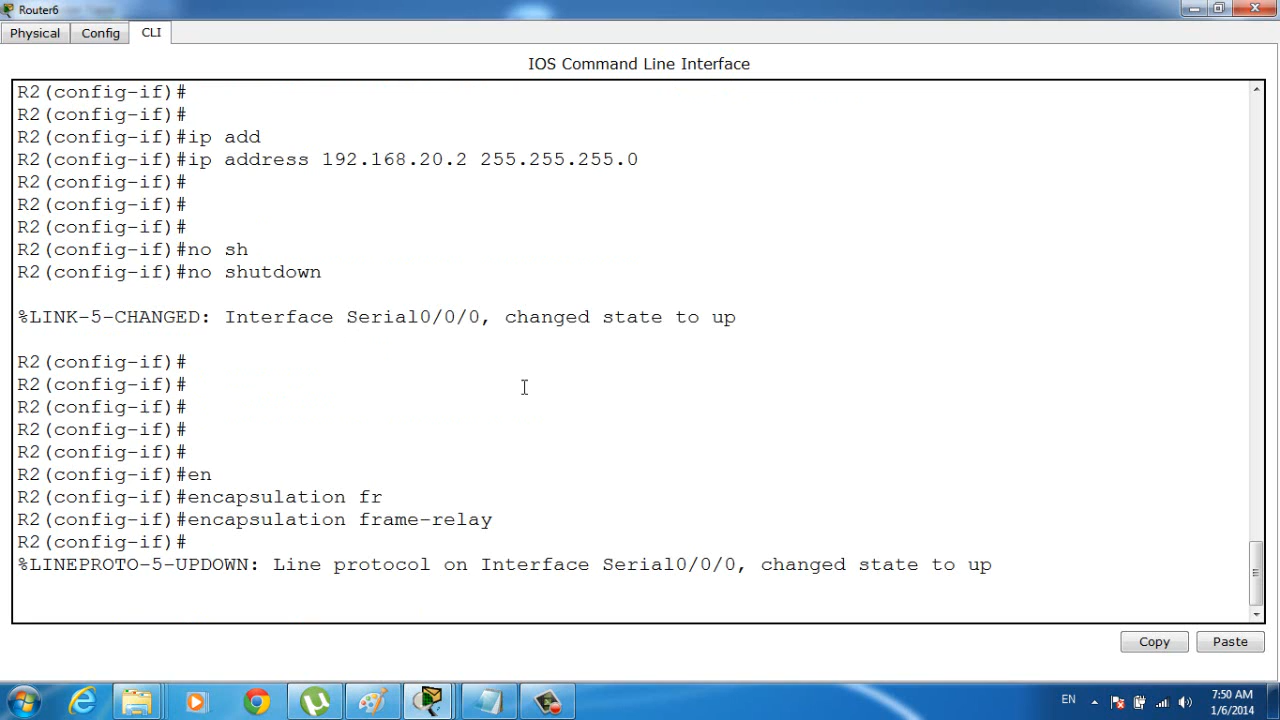 Router6
Physical Config CLI
IOS Command Line Interface
R2(config-if)#
R2(config-if)#
R2(config-if)#ip add
R2(config-if)#ip address 192.168.20.2 255.255.255.0
R2(config-if)#
R2(config-if)#
R2(config-if)#
R2(config-if)#no sh
R2(config-if)#no shutdown
%LINK-5-CHANGED: Interface Serial0/0/0, changed state to up
R2(config-if)#
R2(config-if)#
R2(config-if)#
R2(config-if)#
R2(config-if)#
R2(config-if)#en
R2(config-if)#encapsulation fr
R2(config-if)#encapsulation frame-relay
R2(config-if)#
%LINEPROTO-5-UPDOWN: Line protocol on Interface Serial0/0/0, changed state to up
Copy Paste
EN
7:50 AM
1/6/2014